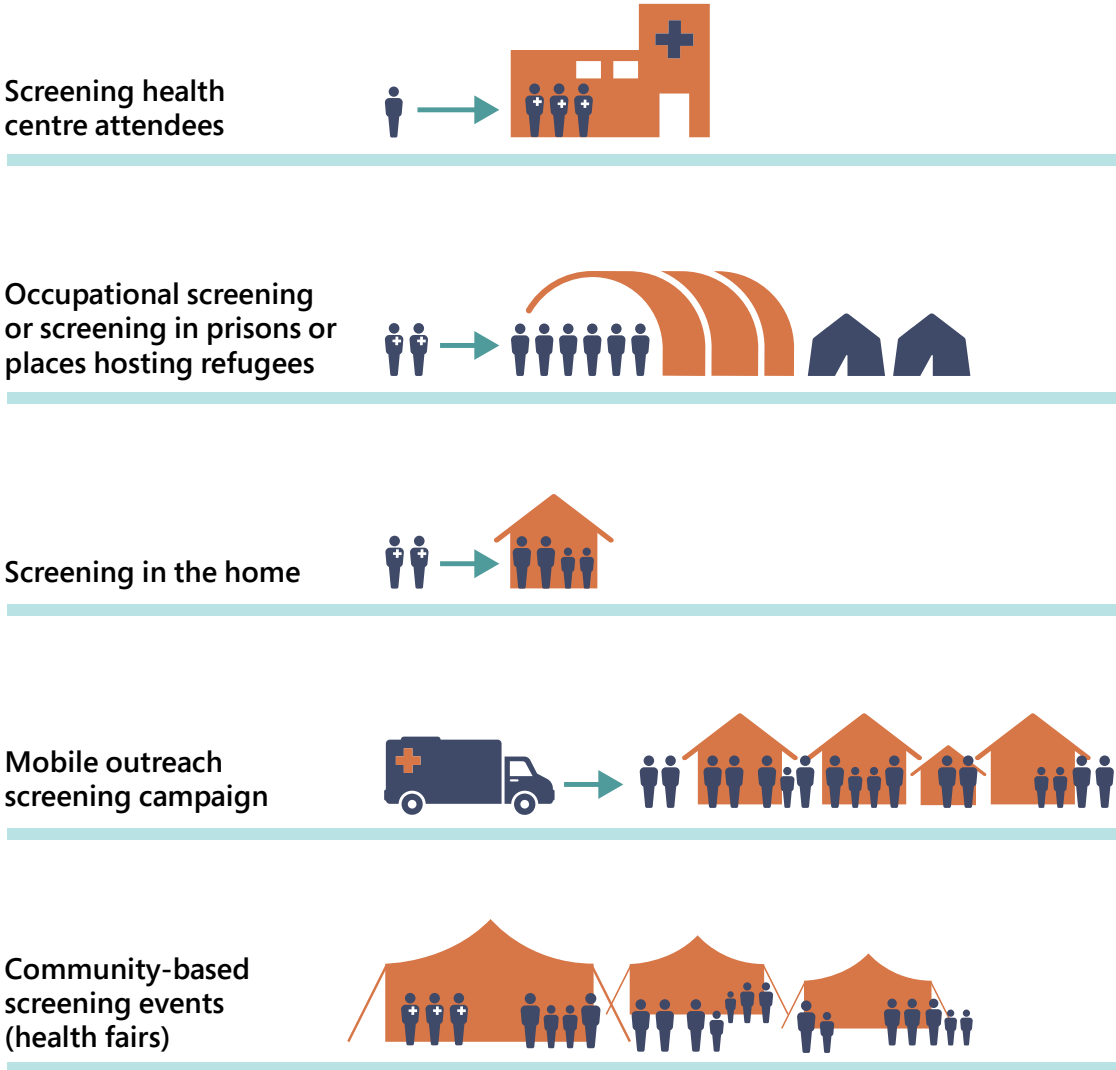 Screening health
centre attendees
Occupational screening
or screening in prisons or
places hosting refugees
Screening in the home
Mobile outreach
screening campaign
Community-based
screening events
(health fairs)